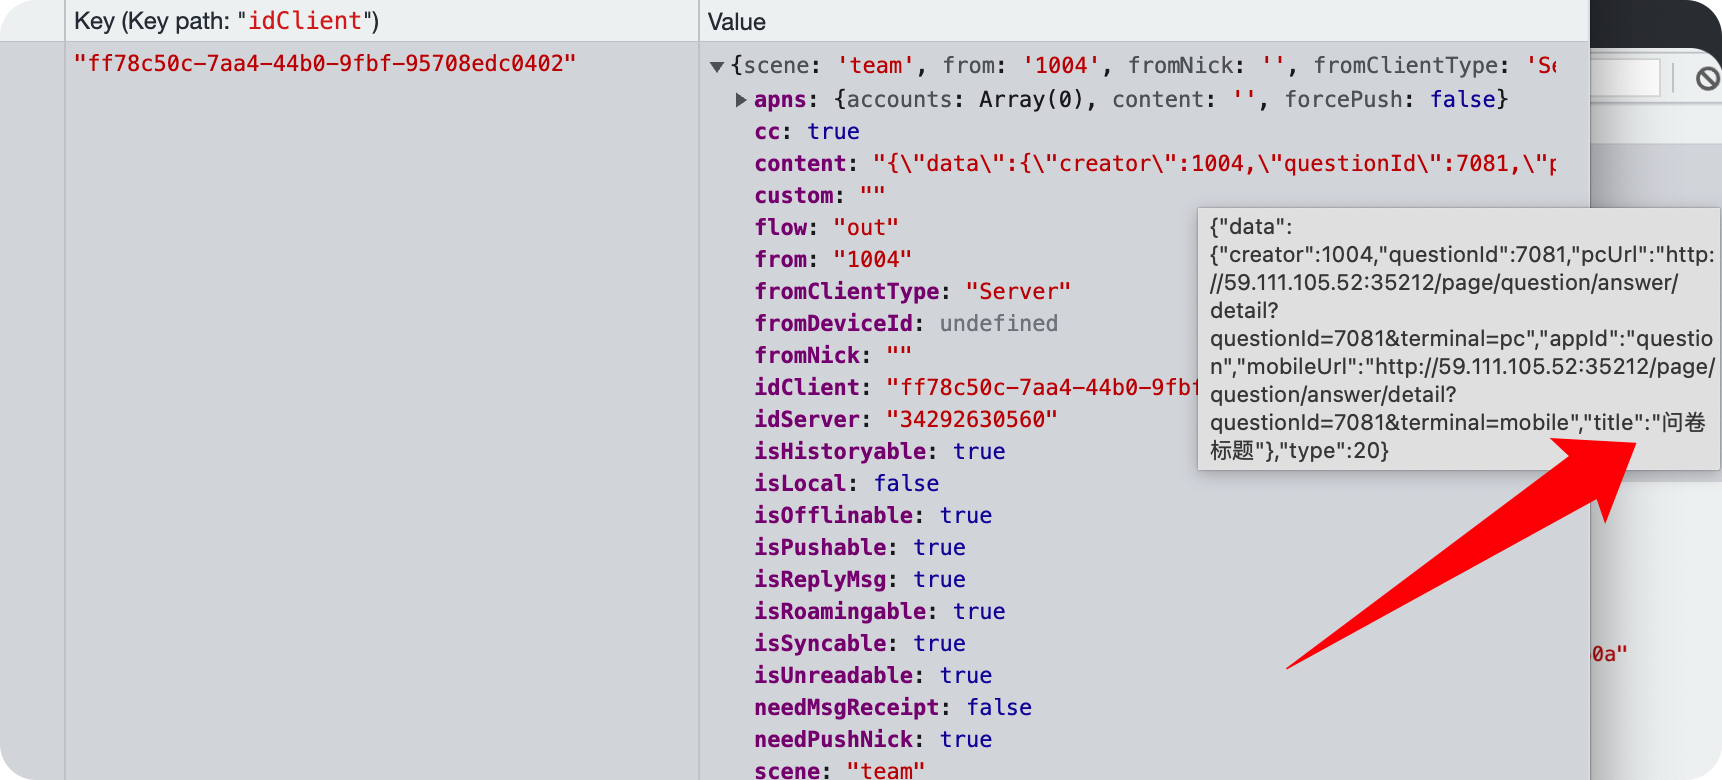 Key (Key path: "idClient")
Value
"ff78c50c-7aa4-44b0-9fbf-95708edc0402"
{scene: 'team', from: '1004', fromNick: '', fromClientType: 'Se
apns: {accounts: Array(0), content: '', forcePush: false}
cc: true
content: "{\"data\":{\"creator\":1004,\"questionId\":7081,\"p
custom: ""
flow: "out"
from: "1004"
fromClientType: "Server"
fromDeviceId: undefined
fromNick: ""
idClient: "ff78c50c-7aa4-44b0-9fbf
idServer: "34292630560"
isHistoryable: true
isLocal: false
isOfflinable: true
isPushable: true
isReplyMsg: true
isRoamingable: true
isSyncable: true
isUnreadable: true
needMsgReceipt: false
needPushNick: true
scene: "team"
{"data":
{"creator":1004,"questionId":7081,"pcUrl":"http:
//59.111.105.52:35212/page/question/answer/
detail?
questionId=7081&terminal=pc","appId":"questio
n","mobileUrl":"http://59.111.105.52:35212/page/
question/answer/detail?
questionId=7081&terminal=mobile","title":"问卷
标题"},"type":20}
0a"